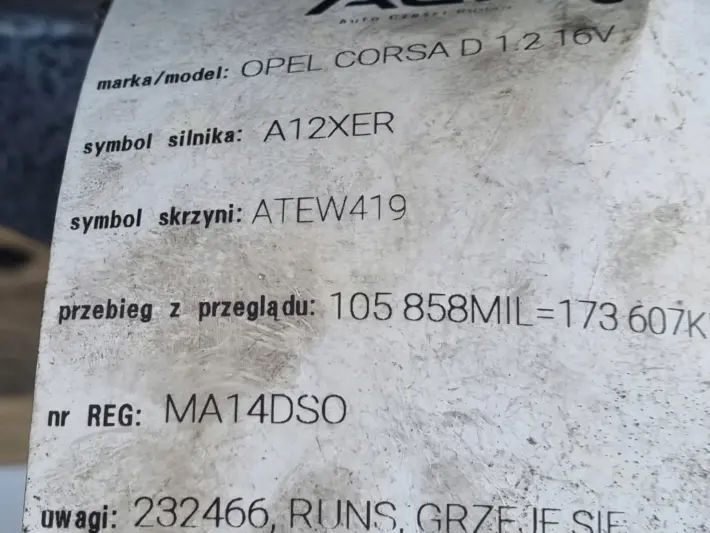 marka/model: OPEL CORSA D 1.2 16V
symbol silnika: A12XER
symbol skrzyni: ATEW419
przebieg z przeglądu: 105 858MIL=173 607K
nr REG: MA14DSO
uwagi: 232466, RUNS, GRZEJE SIĘ